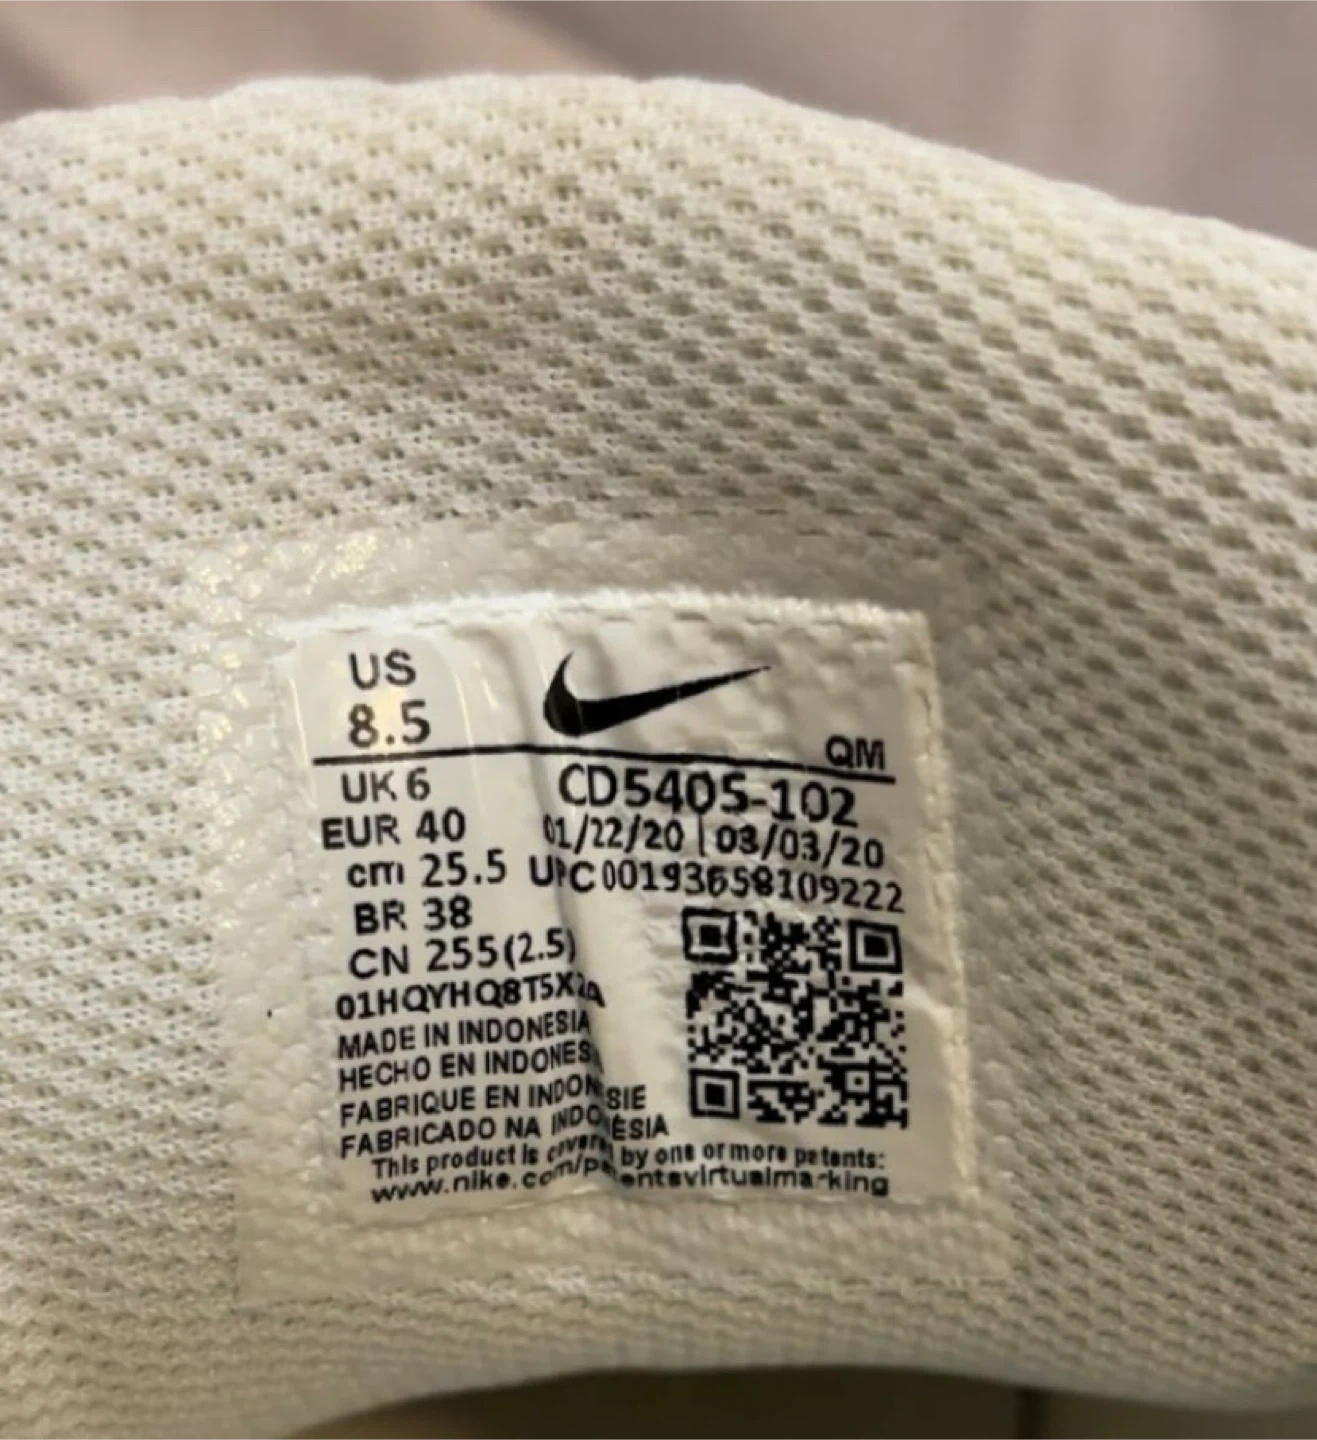 US
8.5
QM
UK 6
CD5405-102
EUR 40
01/22/20 | 03/03/20
cm 25.5
UPC 00193658109222
BR 38
CN 255(2.5)
MADE IN INDONESIA
HECHO EN INDONESIA
FABRIQUE EN INDONÉSIE
FABRICADO NA INDONÉSIA
This product is covered by one or more patents:
www.nike.com/patentsvirtualmarking